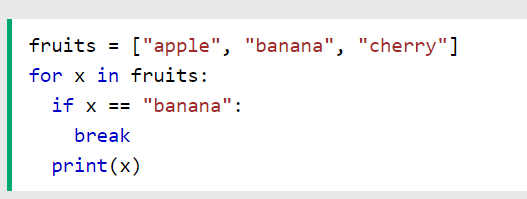 fruits = ["apple", "banana", "cherry"]
for x in fruits:
  if x == "banana":
    break
  print(x)